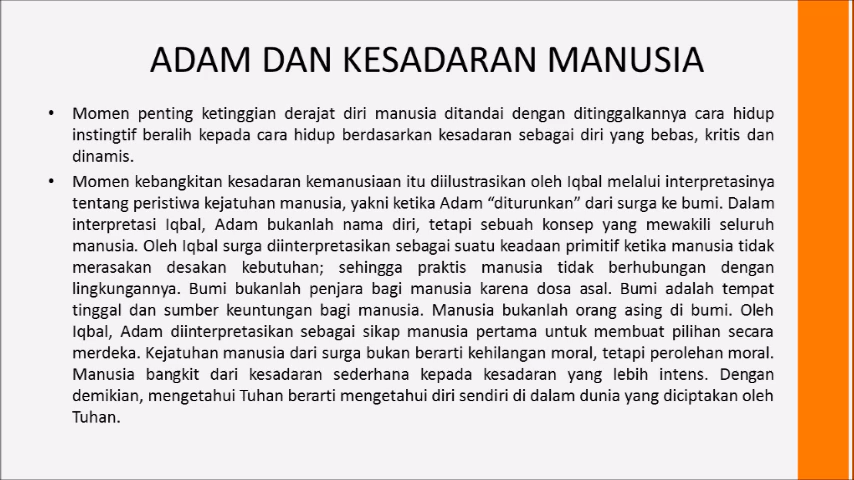 ADAM DAN KESADARAN MANUSIA
• Momen penting ketinggian derajat diri manusia ditandai dengan ditinggalkannya cara hidup
instingtif beralih kepada cara hidup berdasarkan kesadaran sebagai diri yang bebas, kritis dan
dinamis.
• Momen kebangkitan kesadaran kemanusiaan itu diilustrasikan oleh Iqbal melalui interpretasinya
tentang peristiwa kejatuhan manusia, yakni ketika Adam “diturunkan” dari surga ke bumi. Dalam
interpretasi Iqbal, Adam bukanlah nama diri, tetapi sebuah konsep yang mewakili seluruh
manusia. Oleh Iqbal surga diinterpretasikan sebagai suatu keadaan primitif ketika manusia tidak
merasakan desakan kebutuhan; sehingga praktis manusia tidak berhubungan dengan
lingkungannya. Bumi bukanlah penjara bagi manusia karena dosa asal. Bumi adalah tempat
tinggal dan sumber keuntungan bagi manusia. Manusia bukanlah orang asing di bumi. Oleh
Iqbal, Adam diinterpretasikan sebagai sikap manusia pertama untuk membuat pilihan secara
merdeka. Kejatuhan manusia dari surga bukan berarti kehilangan moral, tetapi perolehan moral.
Manusia bangkit dari kesadaran sederhana kepada kesadaran yang lebih intens. Dengan
demikian, mengetahui Tuhan berarti mengetahui diri sendiri di dalam dunia yang diciptakan oleh
Tuhan.